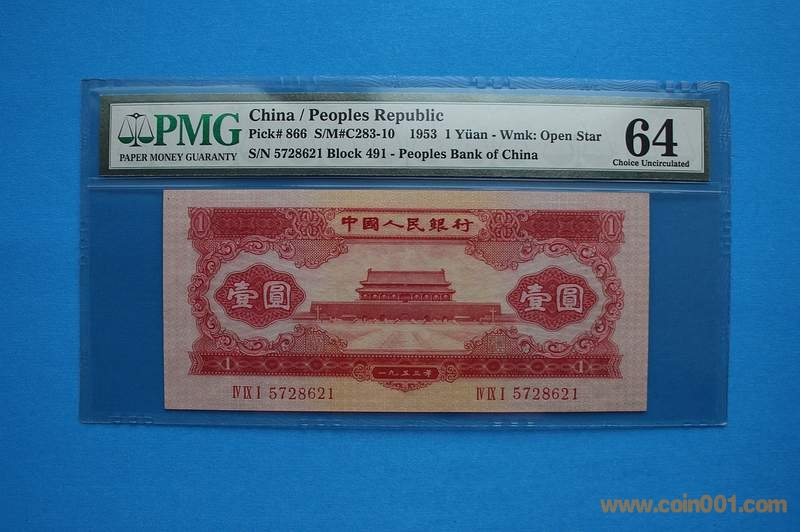 PMG
PAPER MONEY GUARANTY
China / Peoples Republic
Pick# 866 S/M#C283-10 1953 1 Yüan - Wmk: Open Star
S/N 5728621 Block 491 - Peoples Bank of China
64
Choice Uncirculated
1 中國人民銀行 1
壹圓 壹圓
1 一九五三年 1
IV IX I 5728621 IV IX I 5728621
www.coin001.com